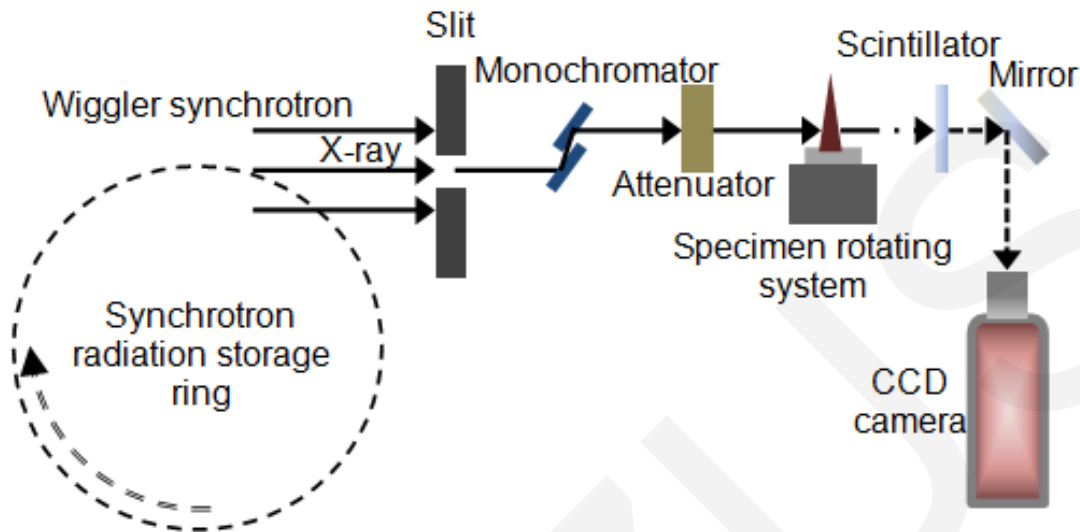 Slit
Scintillator
Mirror
Monochromator
Wiggler synchrotron
X-ray
Attenuator
Specimen rotating
system
Synchrotron
radiation storage
ring
CCD
camera